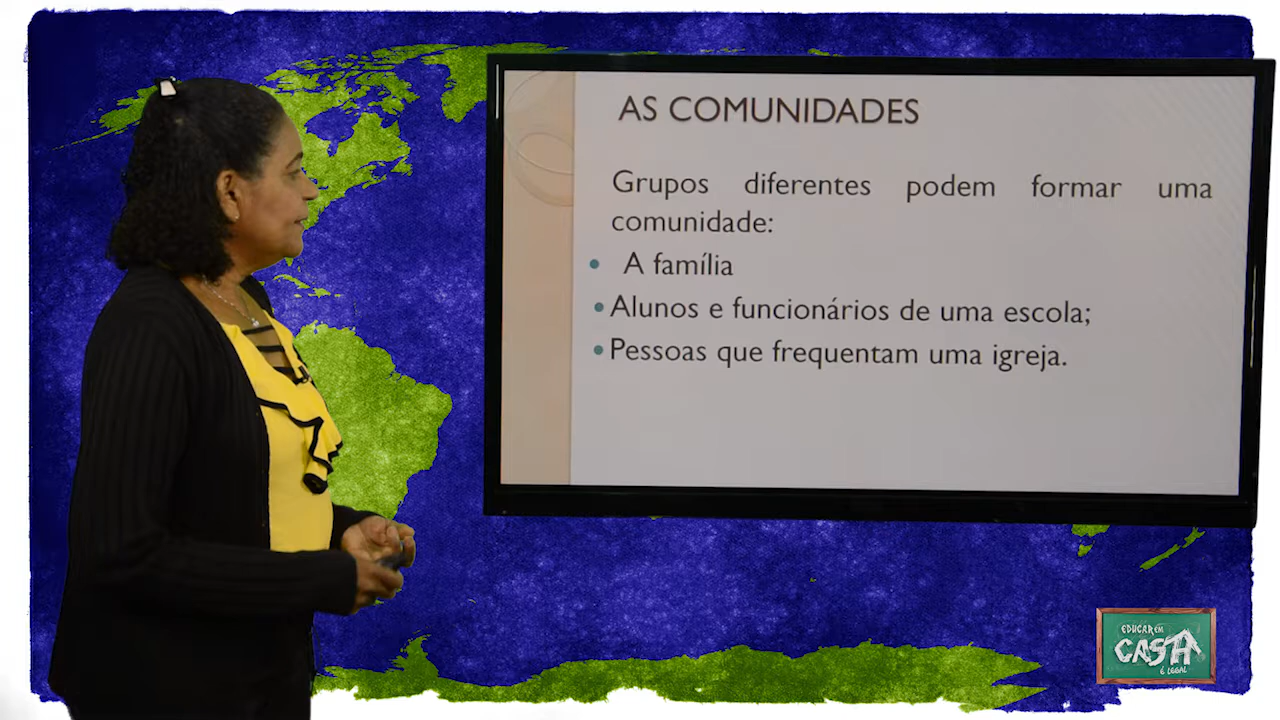 AS COMUNIDADES
Grupos diferentes podem formar uma
comunidade:
• A família
• Alunos e funcionários de uma escola;
• Pessoas que frequentam uma igreja.
EDUCAR EM
CASA
É LEGAL